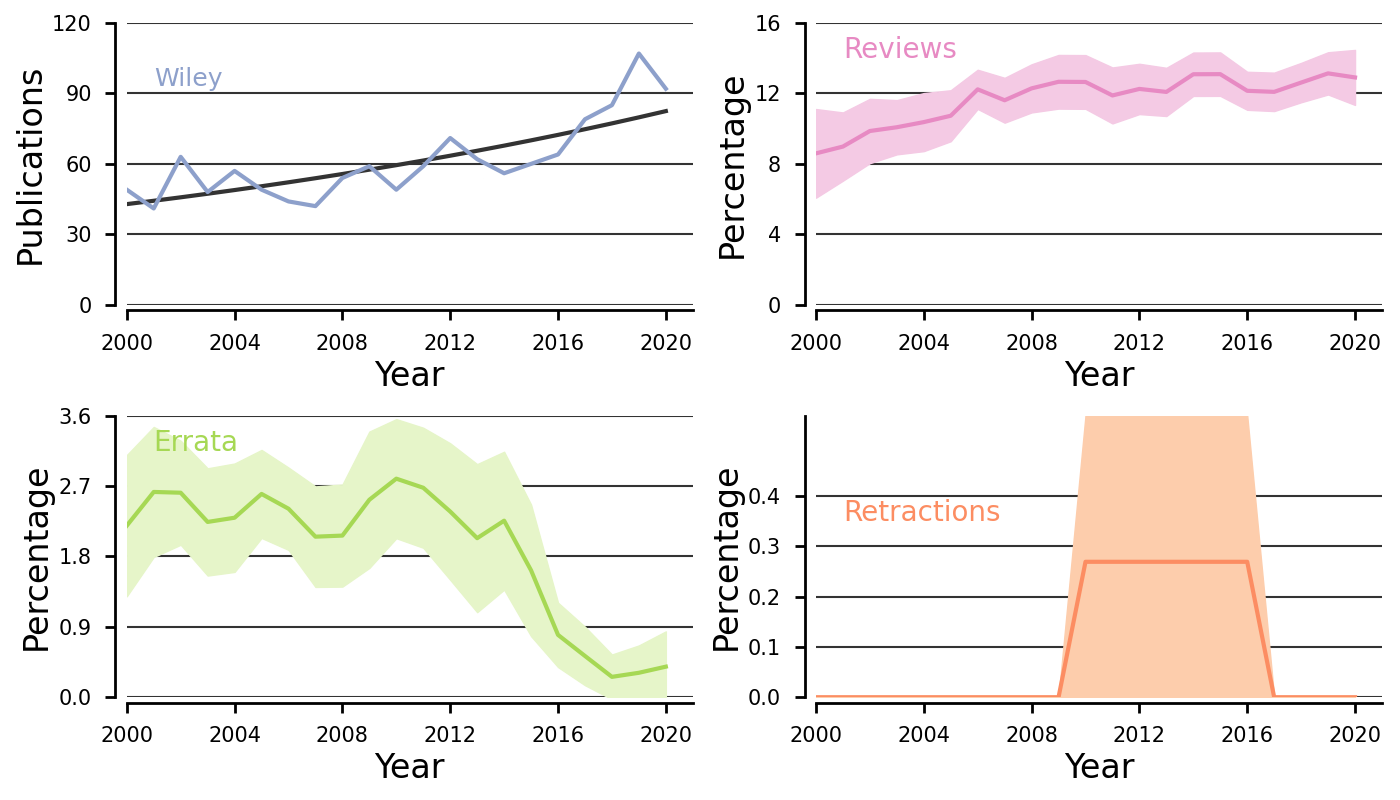 120
90
60
30
0
Publications
Wiley
2000 2004 2008 2012 2016 2020
Year
16
12
8
4
0
Percentage
Reviews
2000 2004 2008 2012 2016 2020
Year
3.6
2.7
1.8
0.9
0.0
Percentage
Errata
2000 2004 2008 2012 2016 2020
Year
0.4
0.3
0.2
0.1
0.0
Percentage
Retractions
2000 2004 2008 2012 2016 2020
Year